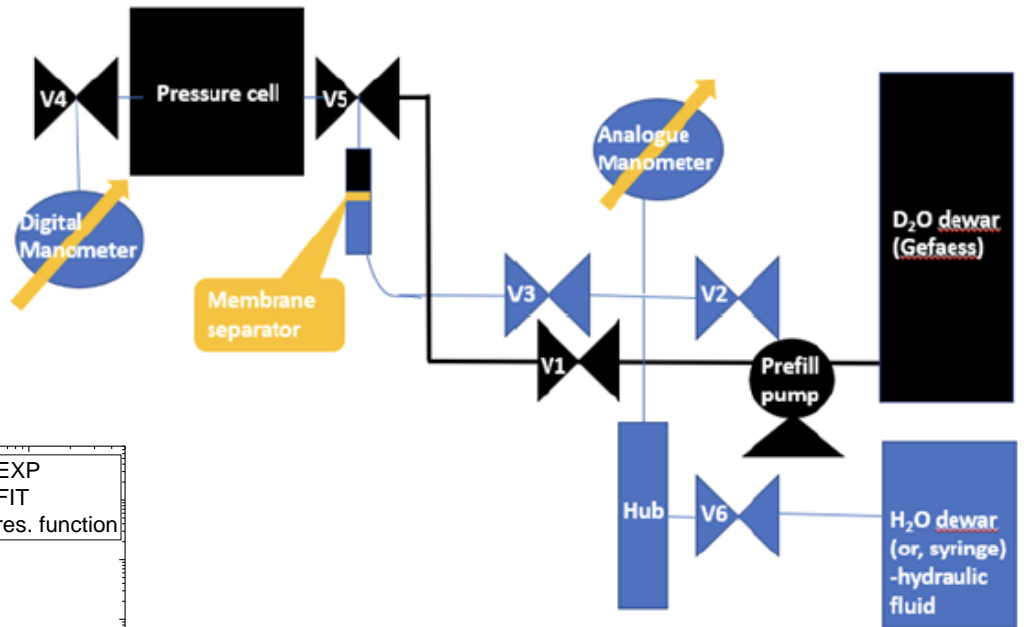 V4
Pressure cell
V5
Analogue
Manometer
D₂O dewar
(Gefaess)
Digital
Manometer
Membrane
separator
V3
V2
V1
Prefill
pump
EXP
FIT
res. function
Hub
V6
H₂O dewar
(or, syringe)
-hydraulic
fluid